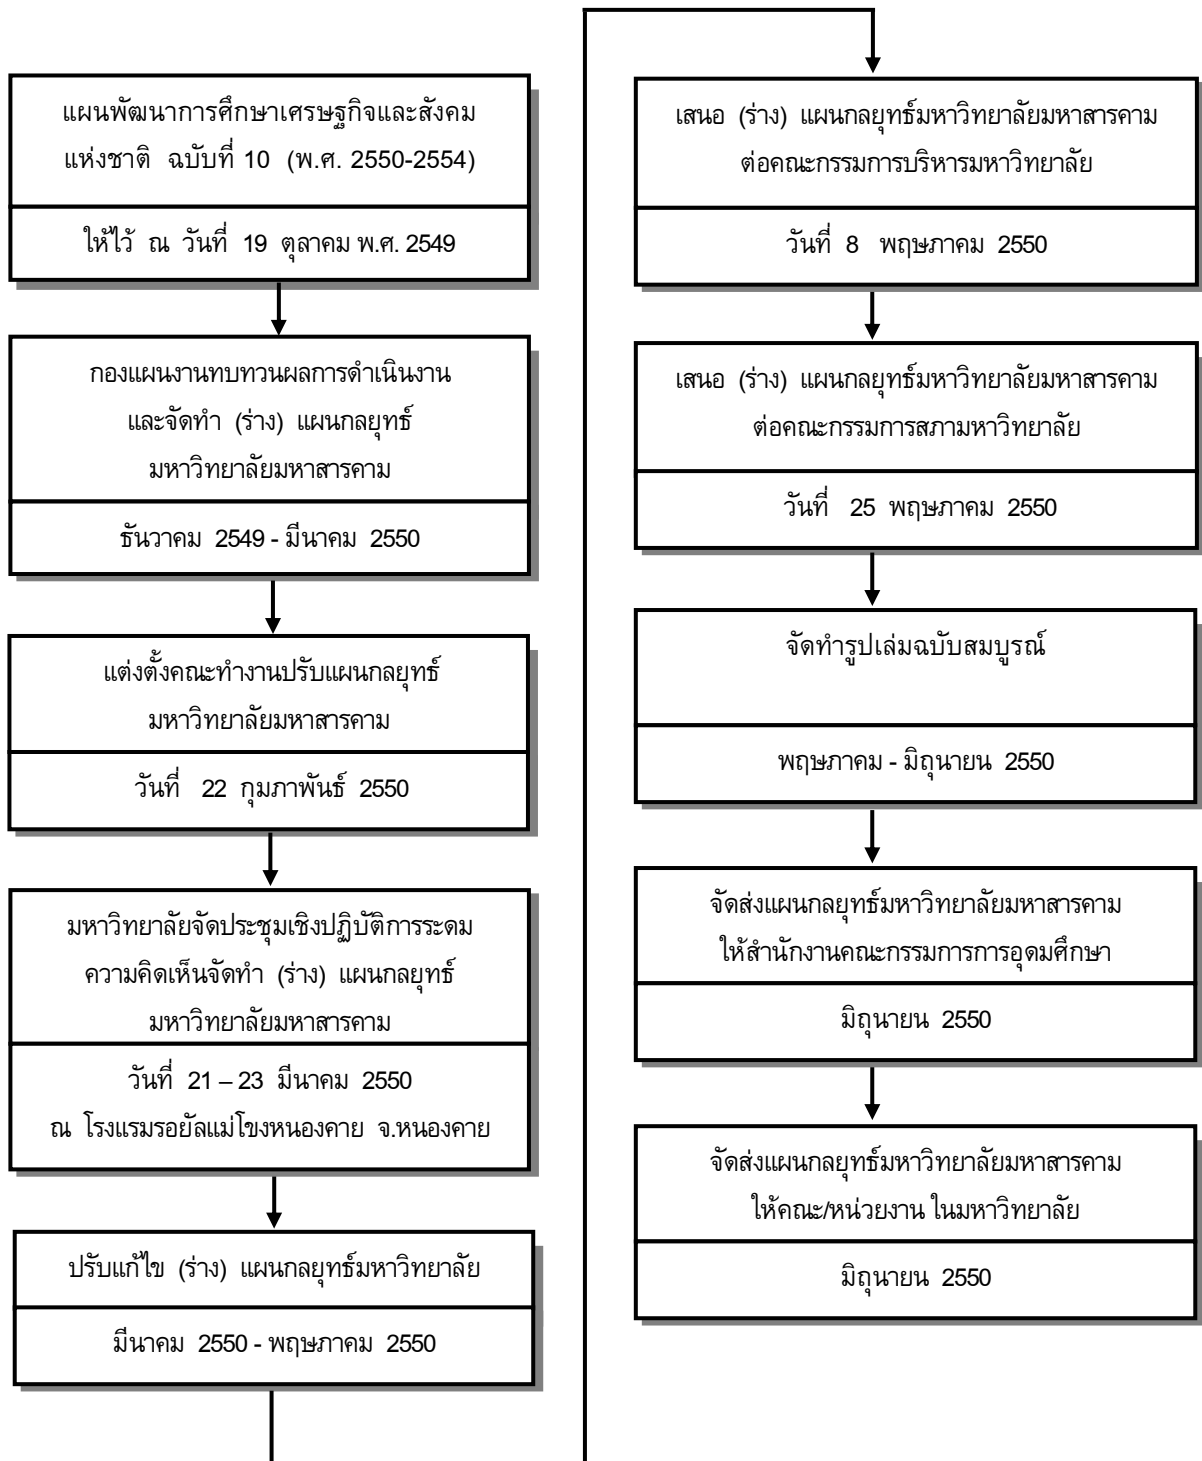 แผนพัฒนาการศึกษาเศรษฐกิจและสังคม
แห่งชาติ ฉบับที่ 10 (พ.ศ. 2550-2554)
ให้ไว้ ณ วันที่ 19 ตุลาคม พ.ศ. 2549
กองแผนงานทบทวนผลการดำเนินงาน
และจัดทำ (ร่าง) แผนกลยุทธ์
มหาวิทยาลัยมหาสารคาม
ธันวาคม 2549 - มีนาคม 2550
แต่งตั้งคณะทำงานปรับแผนกลยุทธ์
มหาวิทยาลัยมหาสารคาม
วันที่ 22 กุมภาพันธ์ 2550
มหาวิทยาลัยจัดประชุมเชิงปฏิบัติการระดม
ความคิดเห็นจัดทำ (ร่าง) แผนกลยุทธ์
มหาวิทยาลัยมหาสารคาม
วันที่ 21 – 23 มีนาคม 2550
ณ โรงแรมรอยัลแม่โขงหนองคาย จ.หนองคาย
ปรับแก้ไข (ร่าง) แผนกลยุทธ์มหาวิทยาลัย
มีนาคม 2550 - พฤษภาคม 2550
เสนอ (ร่าง) แผนกลยุทธ์มหาวิทยาลัยมหาสารคาม
ต่อคณะกรรมการบริหารมหาวิทยาลัย
วันที่ 8 พฤษภาคม 2550
เสนอ (ร่าง) แผนกลยุทธ์มหาวิทยาลัยมหาสารคาม
ต่อคณะกรรมการสภามหาวิทยาลัย
วันที่ 25 พฤษภาคม 2550
จัดทำรูปเล่มฉบับสมบูรณ์
พฤษภาคม - มิถุนายน 2550
จัดส่งแผนกลยุทธ์มหาวิทยาลัยมหาสารคาม
ให้สำนักงานคณะกรรมการการอุดมศึกษา
มิถุนายน 2550
จัดส่งแผนกลยุทธ์มหาวิทยาลัยมหาสารคาม
ให้คณะ/หน่วยงาน ในมหาวิทยาลัย
มิถุนายน 2550